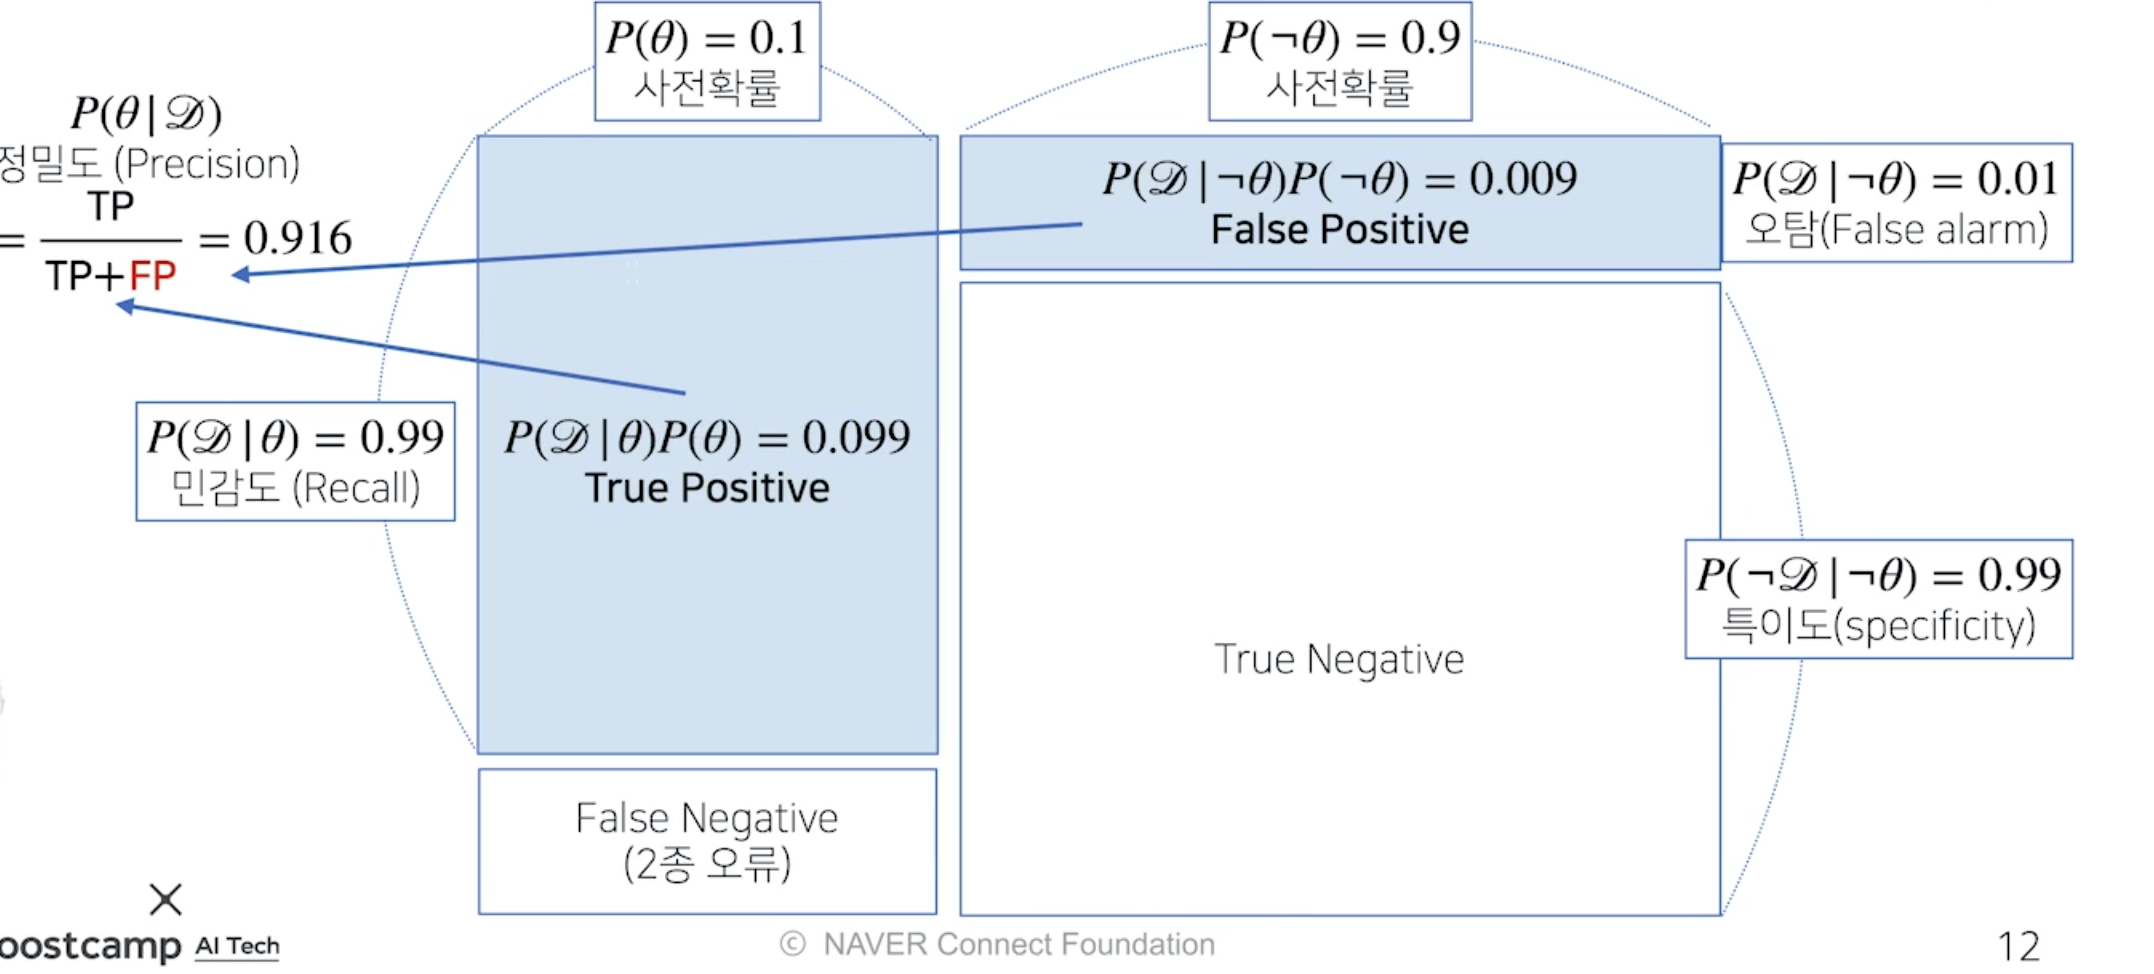 P(θ) = 0.1
사전확률
P(¬θ) = 0.9
사전확률
P(θ|𝒟)
정밀도 (Precision)
= TP / TP+FP = 0.916
P(𝒟|¬θ)P(¬θ) = 0.009
False Positive
P(𝒟|¬θ) = 0.01
오탐(False alarm)
P(𝒟|θ) = 0.99
민감도 (Recall)
P(𝒟|θ)P(θ) = 0.099
True Positive
P(¬𝒟|¬θ) = 0.99
특이도(specificity)
True Negative
False Negative
(2종 오류)
oostcamp AI Tech
© NAVER Connect Foundation
12